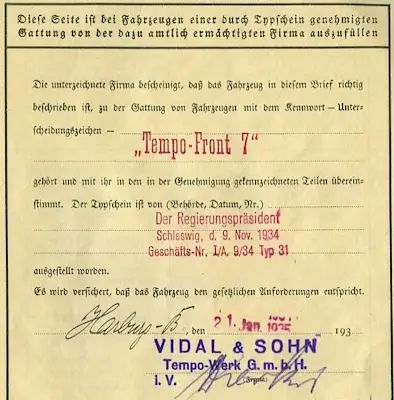 Diese Seite ist bei Fahrzeugen einer durch Typschein genehmigten
Gattung von der dazu amtlich ermächtigten Firma auszufüllen
Die unterzeichnete Firma bescheinigt, daß das Fahrzeug in diesem Brief richtig
beschrieben ist, zu der Gattung von Fahrzeugen mit dem Kennwort – Unter-
scheidungszeichen –
„Tempo-Front 7"
gehört und mit ihr in den in der Genehmigung gekennzeichneten Teilen überein-
stimmt. Der Typschein ist von (Behörde, Datum, Nr.)
Der Regierungspräsident
Schleswig, d. 9. Nov. 1934
Geschäfts-Nr. I/A. 9/34 Typ 31
ausgestellt worden.
Es wird versichert, daß das Fahrzeug den gesetzlichen Anforderungen entspricht.
Harburg-, den 21. Jan. 1935 193
VIDAL & SOHN
Tempo-Werk G.m.b.H.
i. V. (Firma)